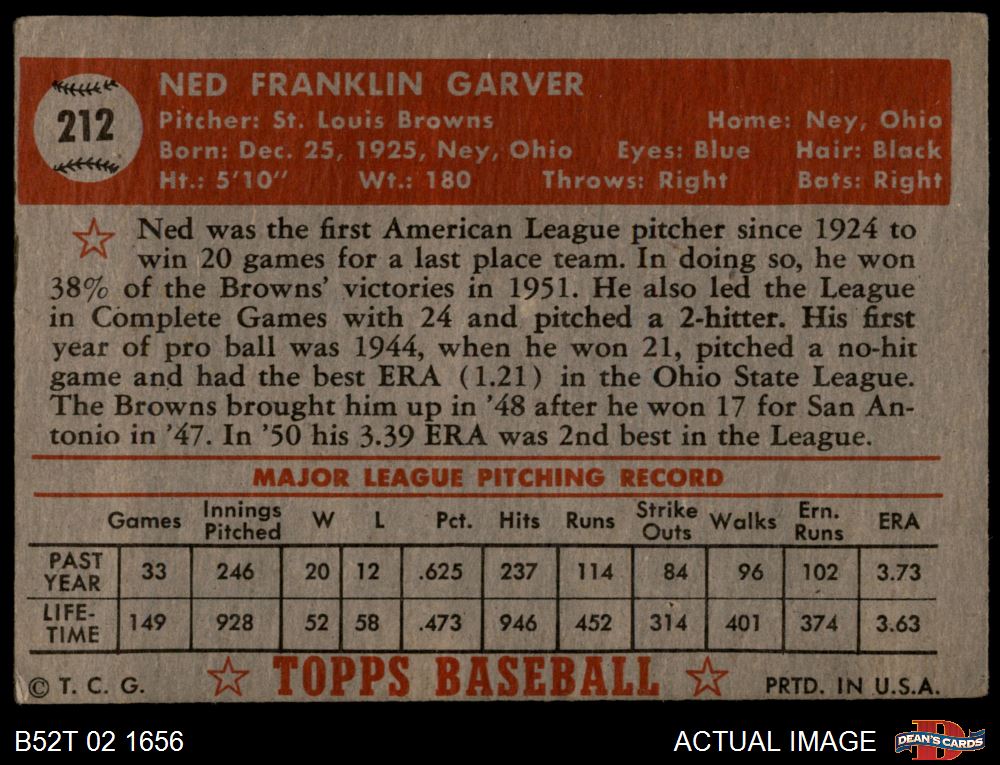 212
NED FRANKLIN GARVER
Pitcher: St. Louis Browns Home: Ney, Ohio
Born: Dec. 25, 1925, Ney, Ohio Eyes: Blue Hair: Black
Ht.: 5'10" Wt.: 180 Throws: Right Bats: Right
Ned was the first American League pitcher since 1924 to
win 20 games for a last place team. In doing so, he won
38% of the Browns' victories in 1951. He also led the League
in Complete Games with 24 and pitched a 2-hitter. His first
year of pro ball was 1944, when he won 21, pitched a no-hit
game and had the best ERA (1.21) in the Ohio State League.
The Browns brought him up in '48 after he won 17 for San An-
tonio in '47. In '50 his 3.39 ERA was 2nd best in the League.
MAJOR LEAGUE PITCHING RECORD
Games Innings Pitched W L Pct. Hits Runs Strike Outs Walks Ern. Runs ERA
PAST YEAR 33 246 20 12 .625 237 114 84 96 102 3.73
LIFE-TIME 149 928 52 58 .473 946 452 314 401 374 3.63
© T. C. G. TOPPS BASEBALL PRTD. IN U.S.A.
B52T 02 1656 ACTUAL IMAGE DEAN'S CARDS